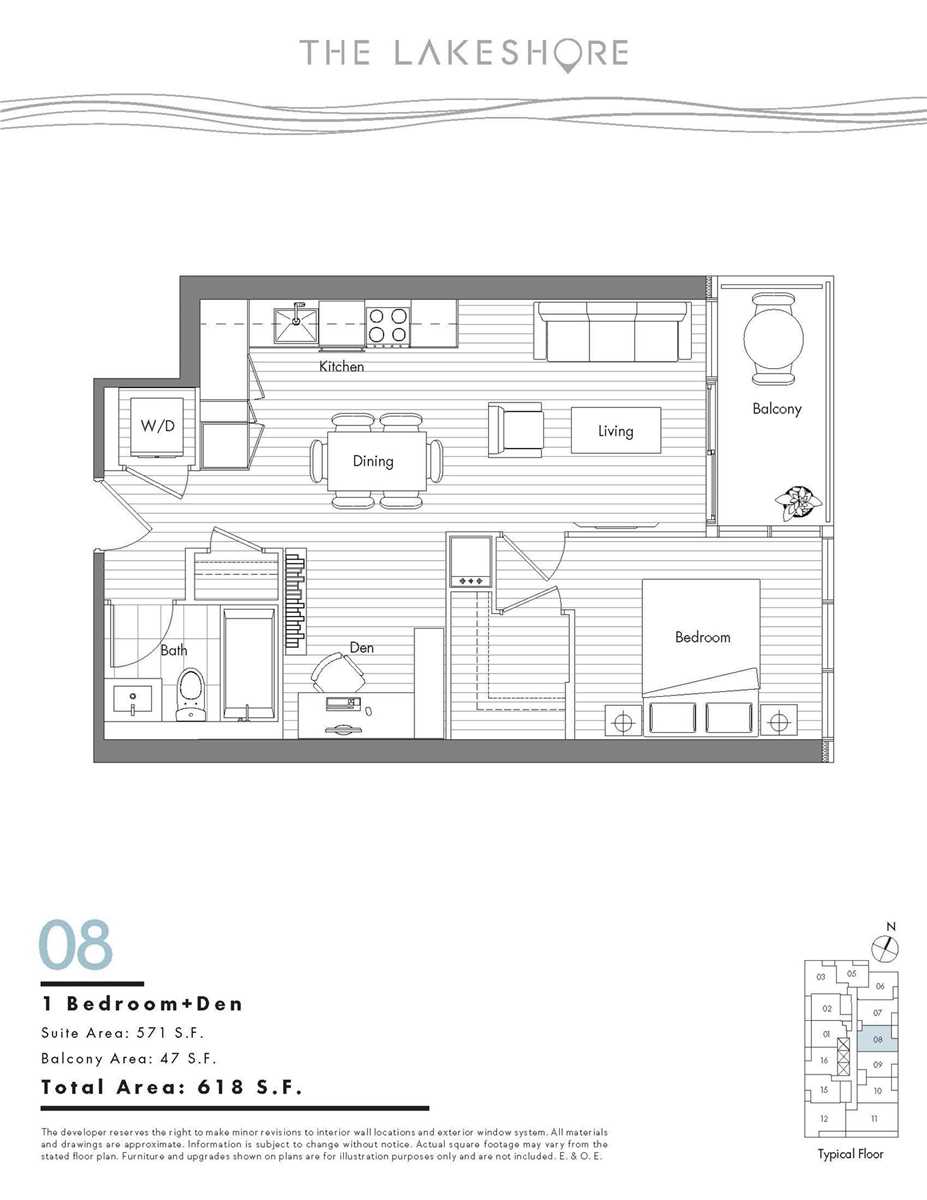 THE LAKESHORE
Kitchen
Balcony
W/D
Living
Dining
Bedroom
Den
Bath
08
1 Bedroom+Den
Suite Area: 571 S.F.
Balcony Area: 47 S.F.
Total Area: 618 S.F.
The developer reserves the right to make minor revisions to interior wall locations and exterior window system. All materials
and drawings are approximate. Information is subject to change without notice. Actual square footage may vary from the
stated floor plan. Furniture and upgrades shown on plans are for illustration purposes only and are not included. E. & O. E.
N
03
05
06
02
07
01
08
16
09
15
10
12
11
Typical Floor